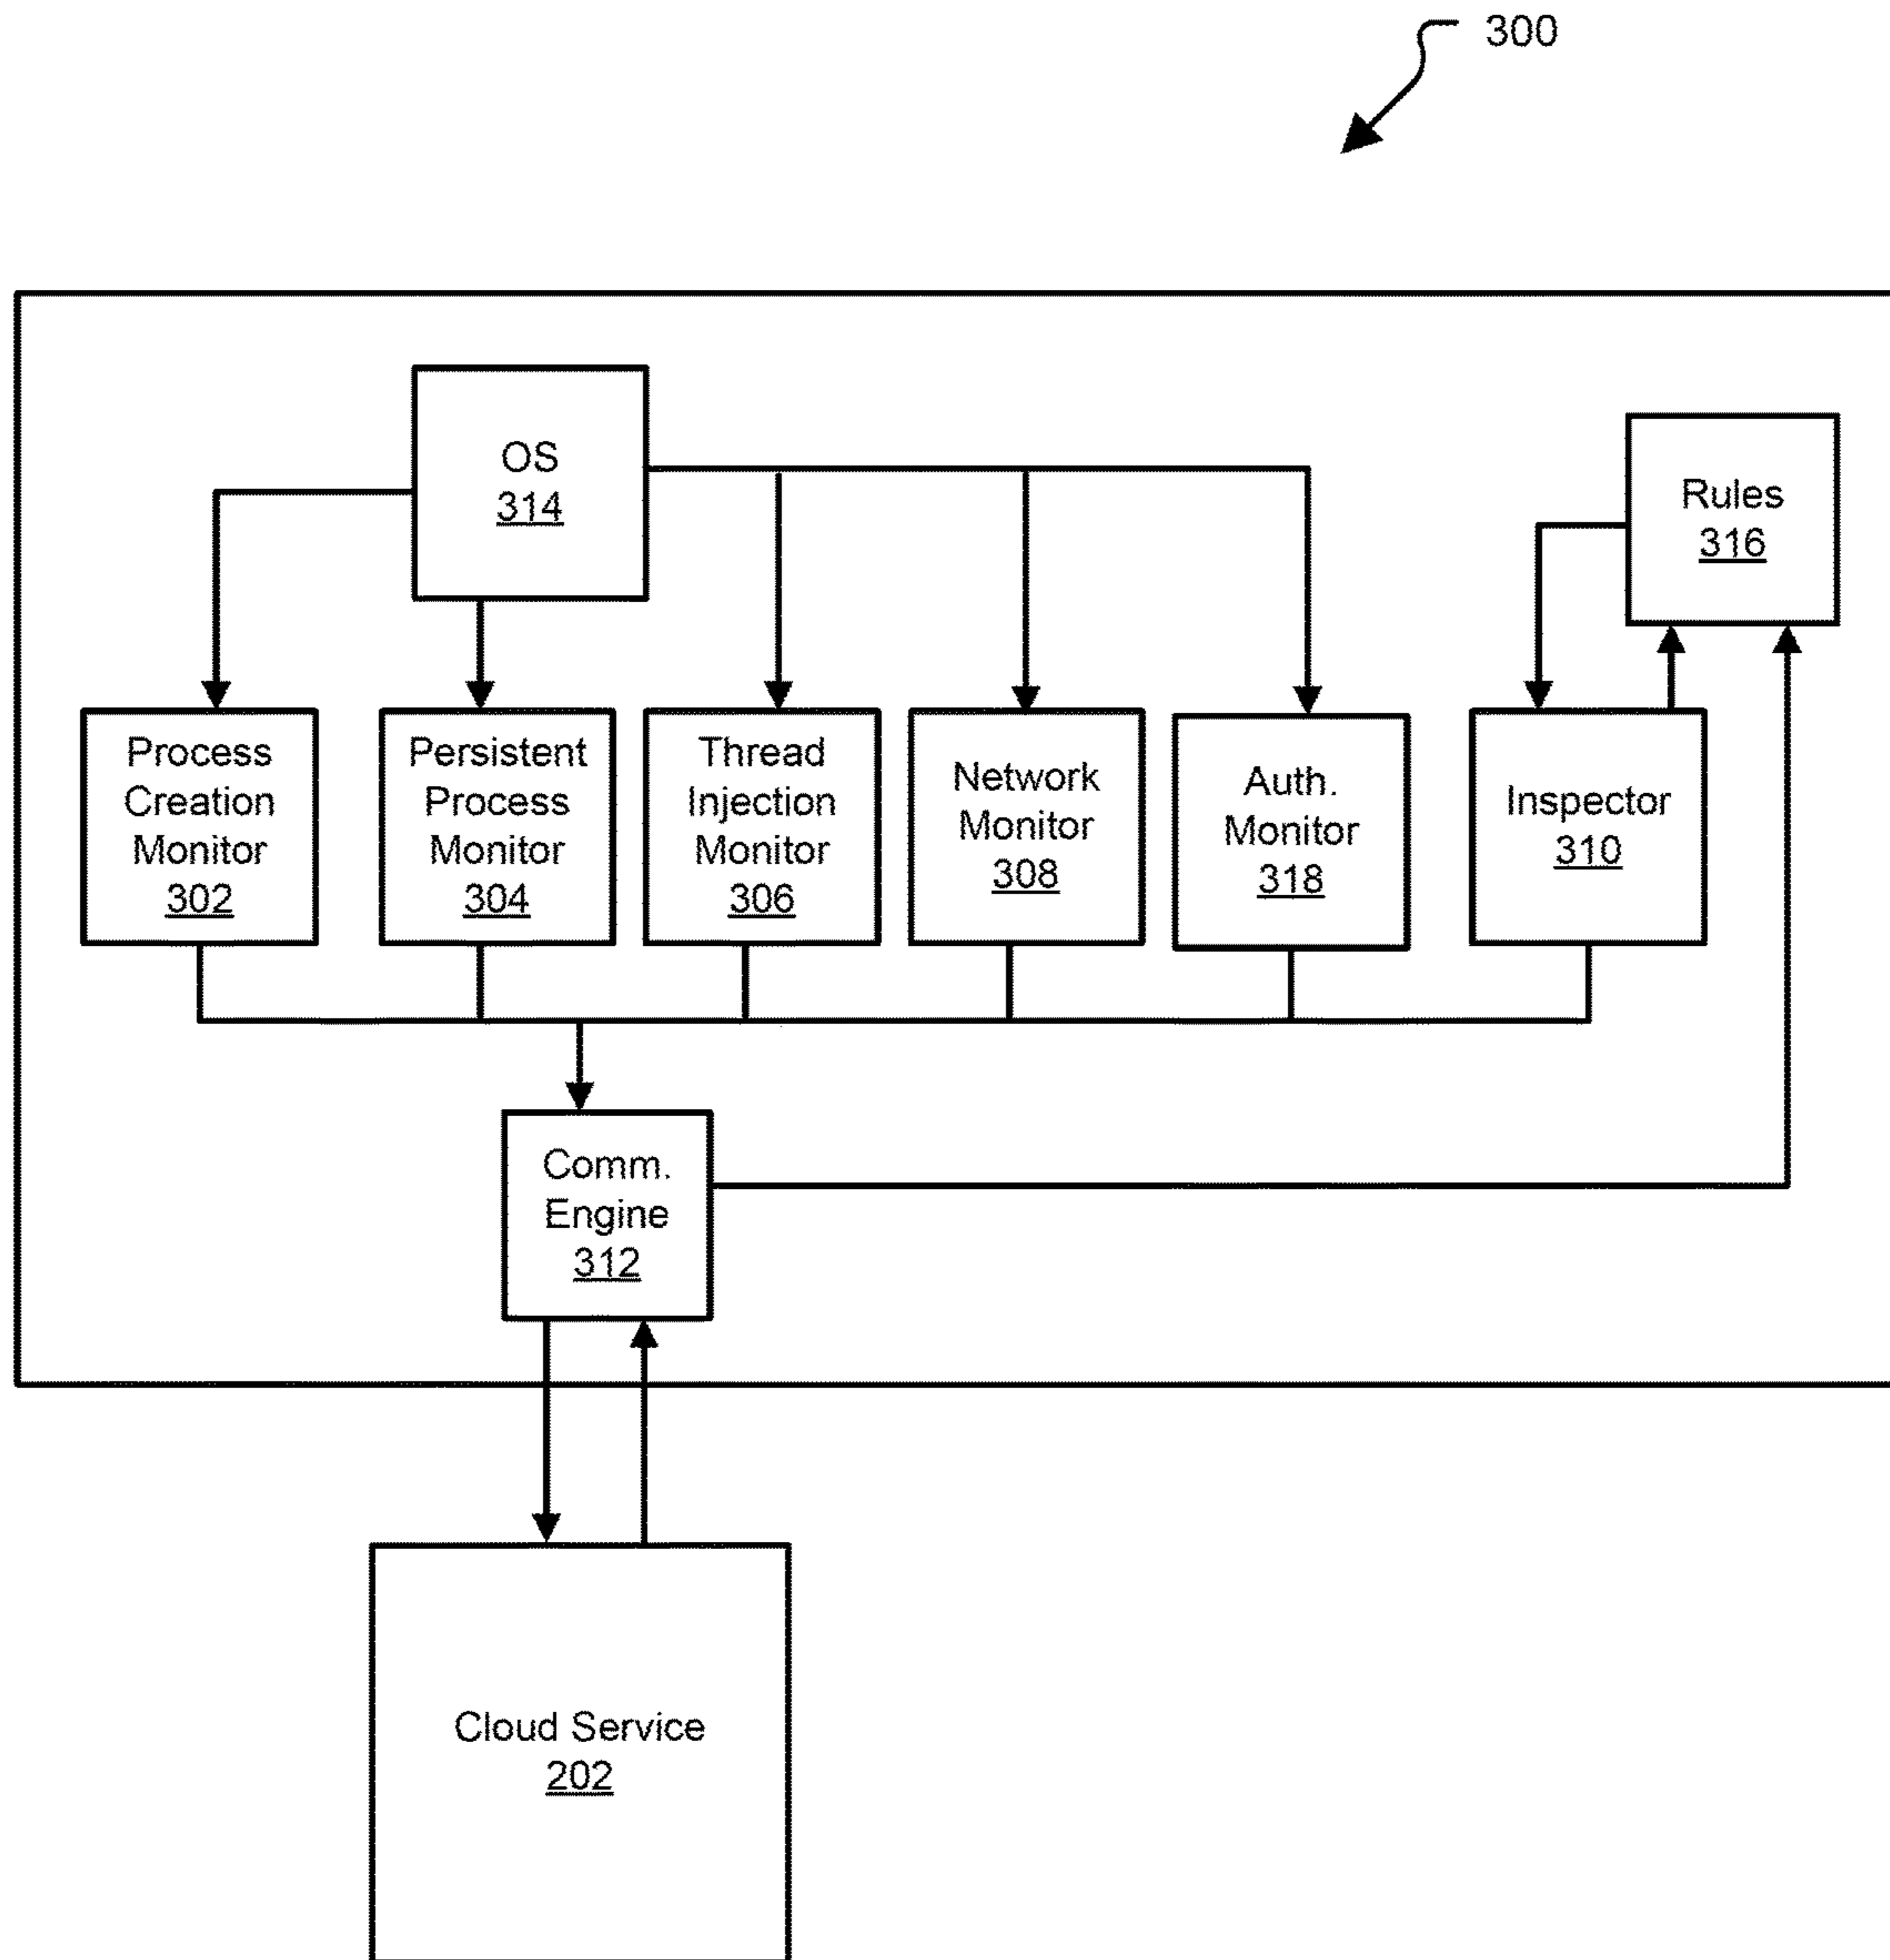 300
OS
314
Rules
316
Process
Creation
Monitor
302
Persistent
Process
Monitor
304
Thread
Injection
Monitor
306
Network
Monitor
308
Auth.
Monitor
318
Inspector
310
Comm.
Engine
312
Cloud Service
202